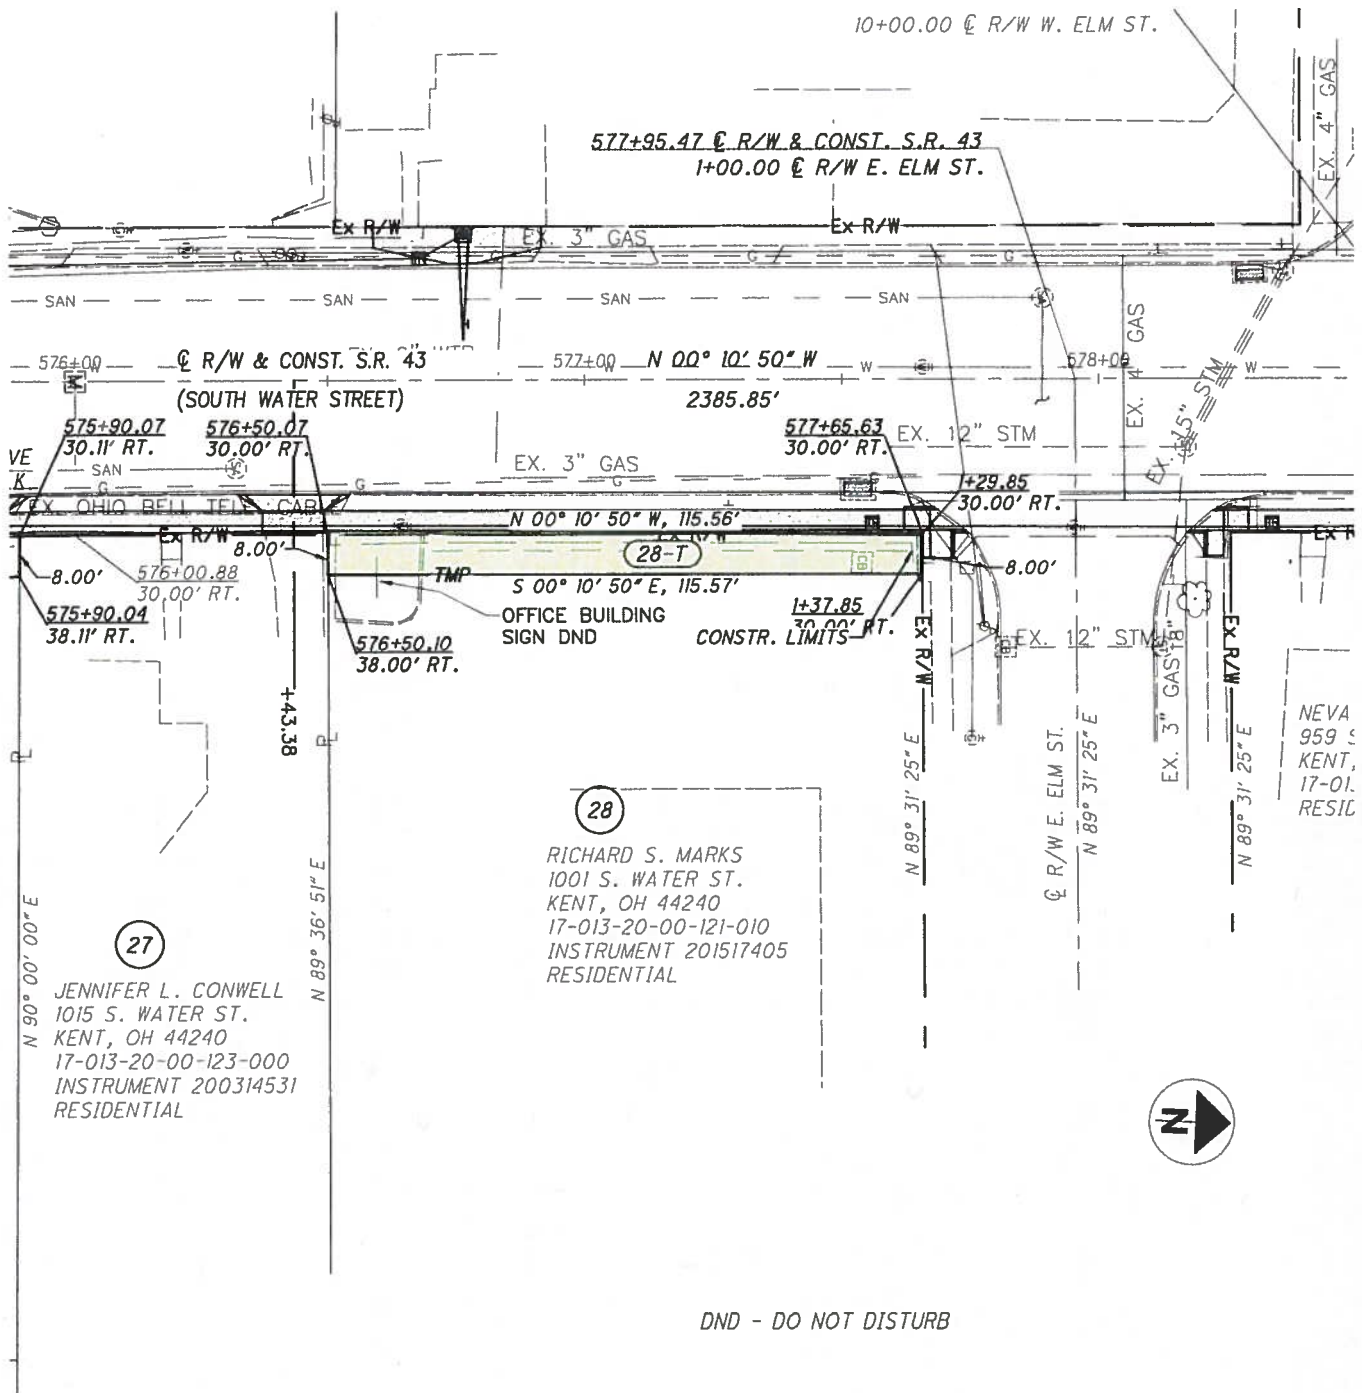 10+00.00 ℄ R/W W. ELM ST.
EX. 4" GAS
577+95.47 ℄ R/W & CONST. S.R. 43
1+00.00 ℄ R/W E. ELM ST.
Ex R/W
EX. 3" GAS
Ex R/W
G
G
G
G
SAN
SAN
SAN
SAN
EX. 4" GAS
EX. 15" STM
576+00
℄ R/W & CONST. S.R. 43
577+00
W
N 00° 10' 50" W
W
578+00
W
M
(SOUTH WATER STREET)
2385.85'
575+90.07
30.11' RT.
576+50.07
30.00' RT.
577+65.63
30.00' RT.
EX. 12" STM
VE
K
SAN
G
G
G
EX. 3" GAS
+29.85
30.00' RT.
EX. OHIO BELL TELE CAB
N 00° 10' 50" W, 115.56'
Ex R/W
Ex R/W
8.00'
28-T
8.00'
576+00.88
30.00' RT.
TMP
S 00° 10' 50" E, 115.57'
8.00'
575+90.04
38.11' RT.
OFFICE BUILDING
SIGN DND
1+37.85
30.00' RT.
CONSTR. LIMITS
576+50.10
38.00' RT.
EX. 12" STM
Ex R/W
Ex R/W
EX. 3" GAS
+43.38
N 89° 31' 25" E
℄ R/W E. ELM ST.
N 89° 31' 25" E
N 89° 31' 25" E
NEVA
959 S
KENT,
17-01
RESID
28
RICHARD S. MARKS
1001 S. WATER ST.
KENT, OH 44240
17-013-20-00-121-010
INSTRUMENT 201517405
RESIDENTIAL
N 90° 00' 00" E
N 89° 36' 51" E
27
JENNIFER L. CONWELL
1015 S. WATER ST.
KENT, OH 44240
17-013-20-00-123-000
INSTRUMENT 200314531
RESIDENTIAL
N
DND - DO NOT DISTURB